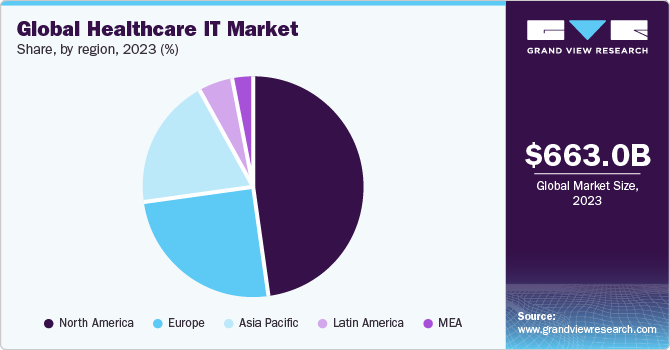 Global Healthcare IT Market
Share, by region, 2023 (%)
GRAND VIEW RESEARCH
$663.0B
Global Market Size,
2023
North America
Europe
Asia Pacific
Latin America
MEA
Source:
www.grandviewresearch.com